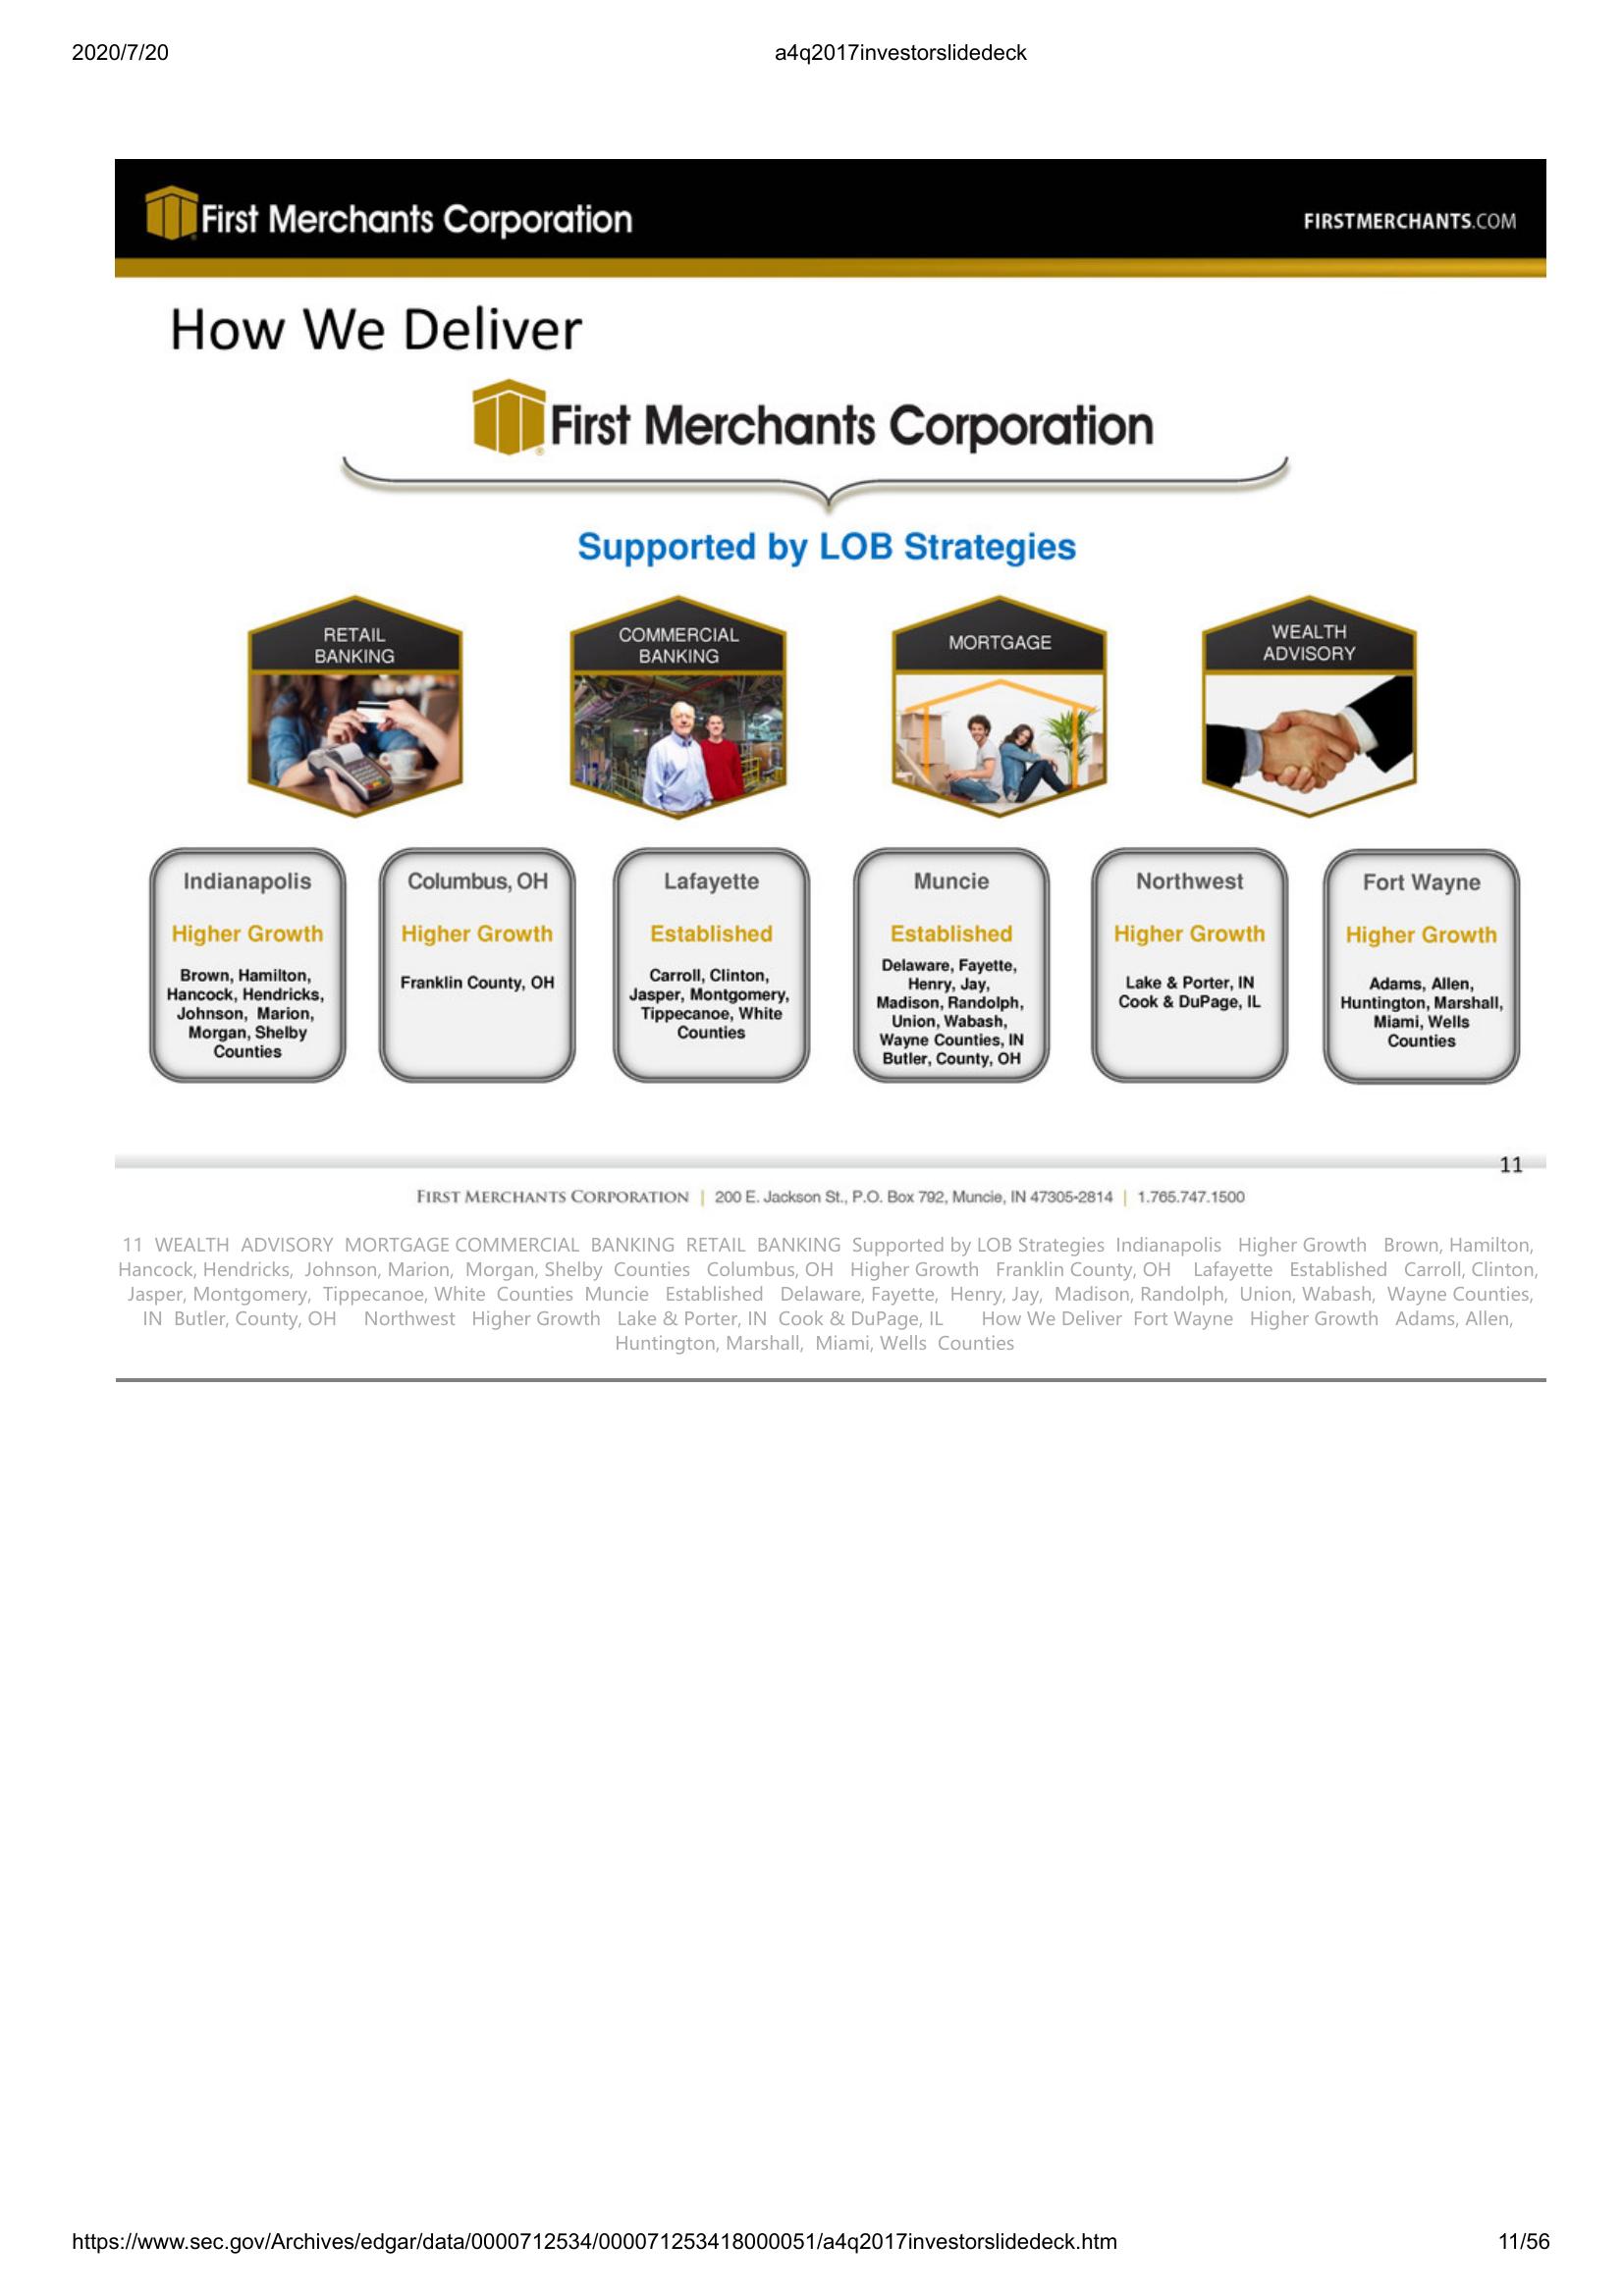 2020/7/20
a4q2017investorslidedeck
First Merchants Corporation
FIRSTMERCHANTS.COM
How We Deliver
First Merchants Corporation
Supported by LOB Strategies
RETAIL
BANKING
COMMERCIAL
BANKING
MORTGAGE
WEALTH
ADVISORY
Indianapolis
Higher Growth
Brown, Hamilton,
Hancock, Hendricks,
Johnson, Marion,
Morgan, Shelby
Counties
Columbus, OH
Higher Growth
Franklin County, OH
Lafayette
Established
Carroll, Clinton,
Jasper, Montgomery,
Tippecanoe, White
Counties
Muncie
Established
Delaware, Fayette,
Henry, Jay,
Madison, Randolph,
Union, Wabash,
Wayne Counties, IN
Butler, County, OH
Northwest
Higher Growth
Lake & Porter, IN
Cook & DuPage, IL
Fort Wayne
Higher Growth
Adams, Allen,
Huntington, Marshall,
Miami, Wells
Counties
11
FIRST MERCHANTS CORPORATION | 200 E. Jackson St., P.O. Box 792, Muncie, IN 47305-2814 | 1.765.747.1500
11 WEALTH ADVISORY MORTGAGE COMMERCIAL BANKING RETAIL BANKING Supported by LOB Strategies Indianapolis Higher Growth Brown, Hamilton,
Hancock, Hendricks, Johnson, Marion, Morgan, Shelby Counties Columbus, OH Higher Growth Franklin County, OH Lafayette Established Carroll, Clinton,
Jasper, Montgomery, Tippecanoe, White Counties Muncie Established Delaware, Fayette, Henry, Jay, Madison, Randolph, Union, Wabash, Wayne Counties,
IN Butler, County, OH Northwest Higher Growth Lake & Porter, IN Cook & DuPage, IL How We Deliver Fort Wayne Higher Growth Adams, Allen,
Huntington, Marshall, Miami, Wells Counties
https://www.sec.gov/Archives/edgar/data/0000712534/000071253418000051/a4q2017investorslidedeck.htm
11/56